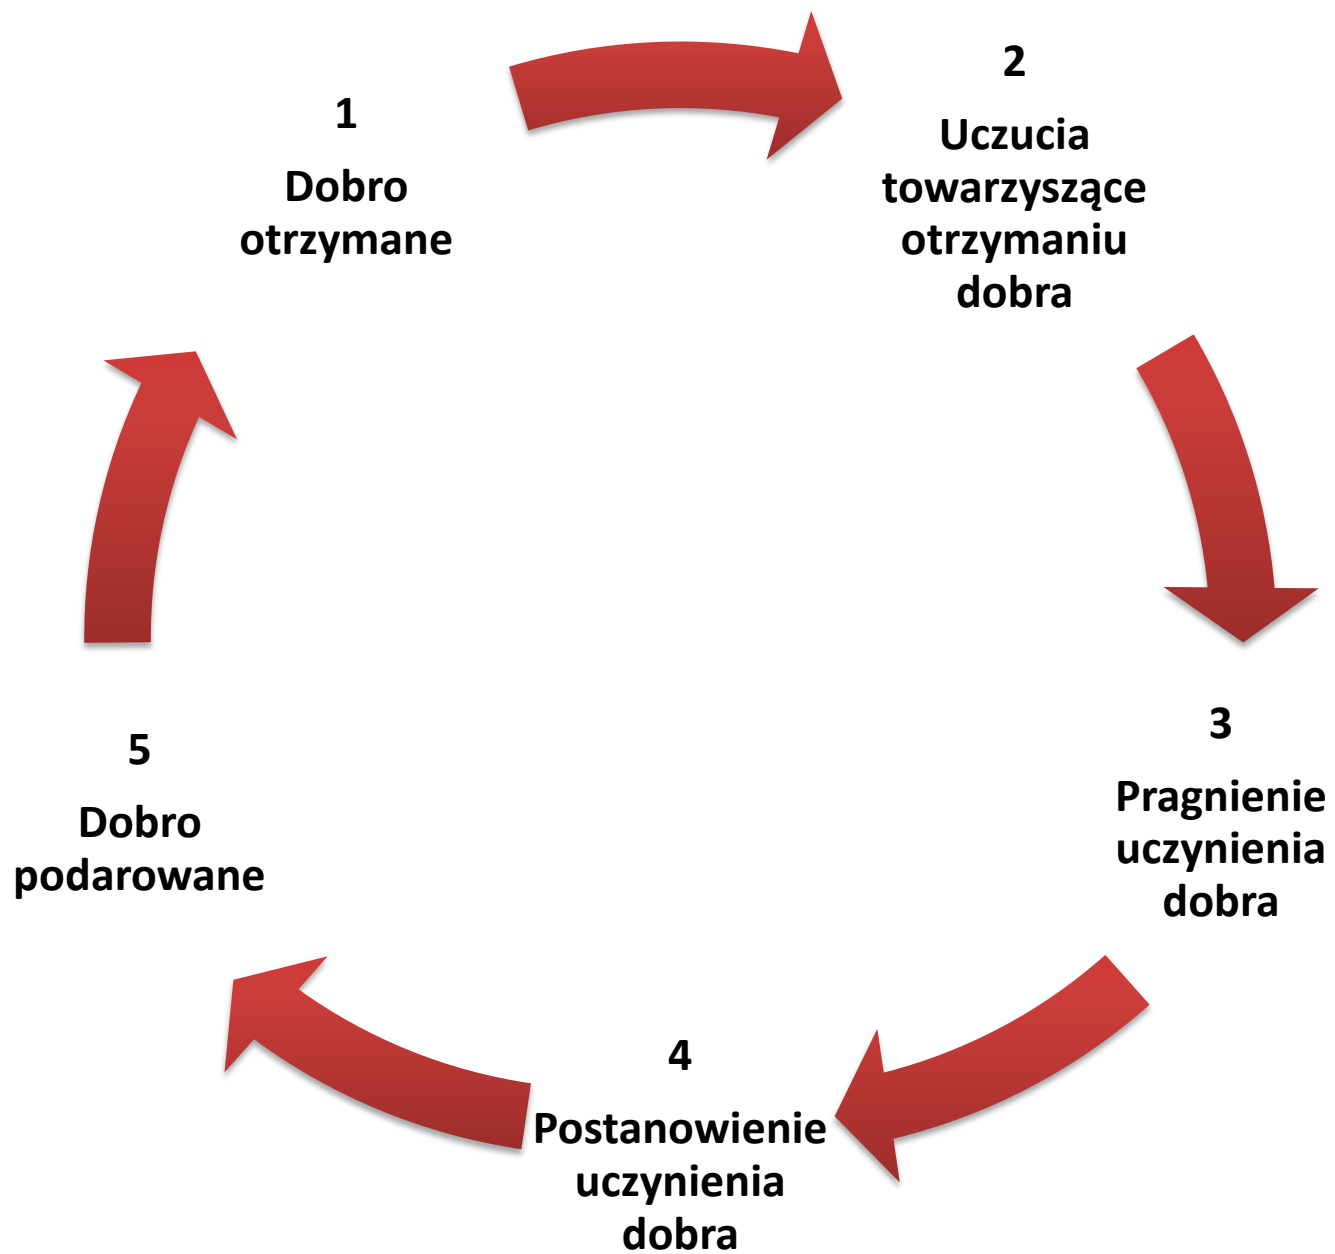 1
Dobro
otrzymane
2
Uczucia
towarzyszące
otrzymaniu
dobra
3
Pragnienie
uczynienia
dobra
4
Postanowienie
uczynienia
dobra
5
Dobro
podarowane